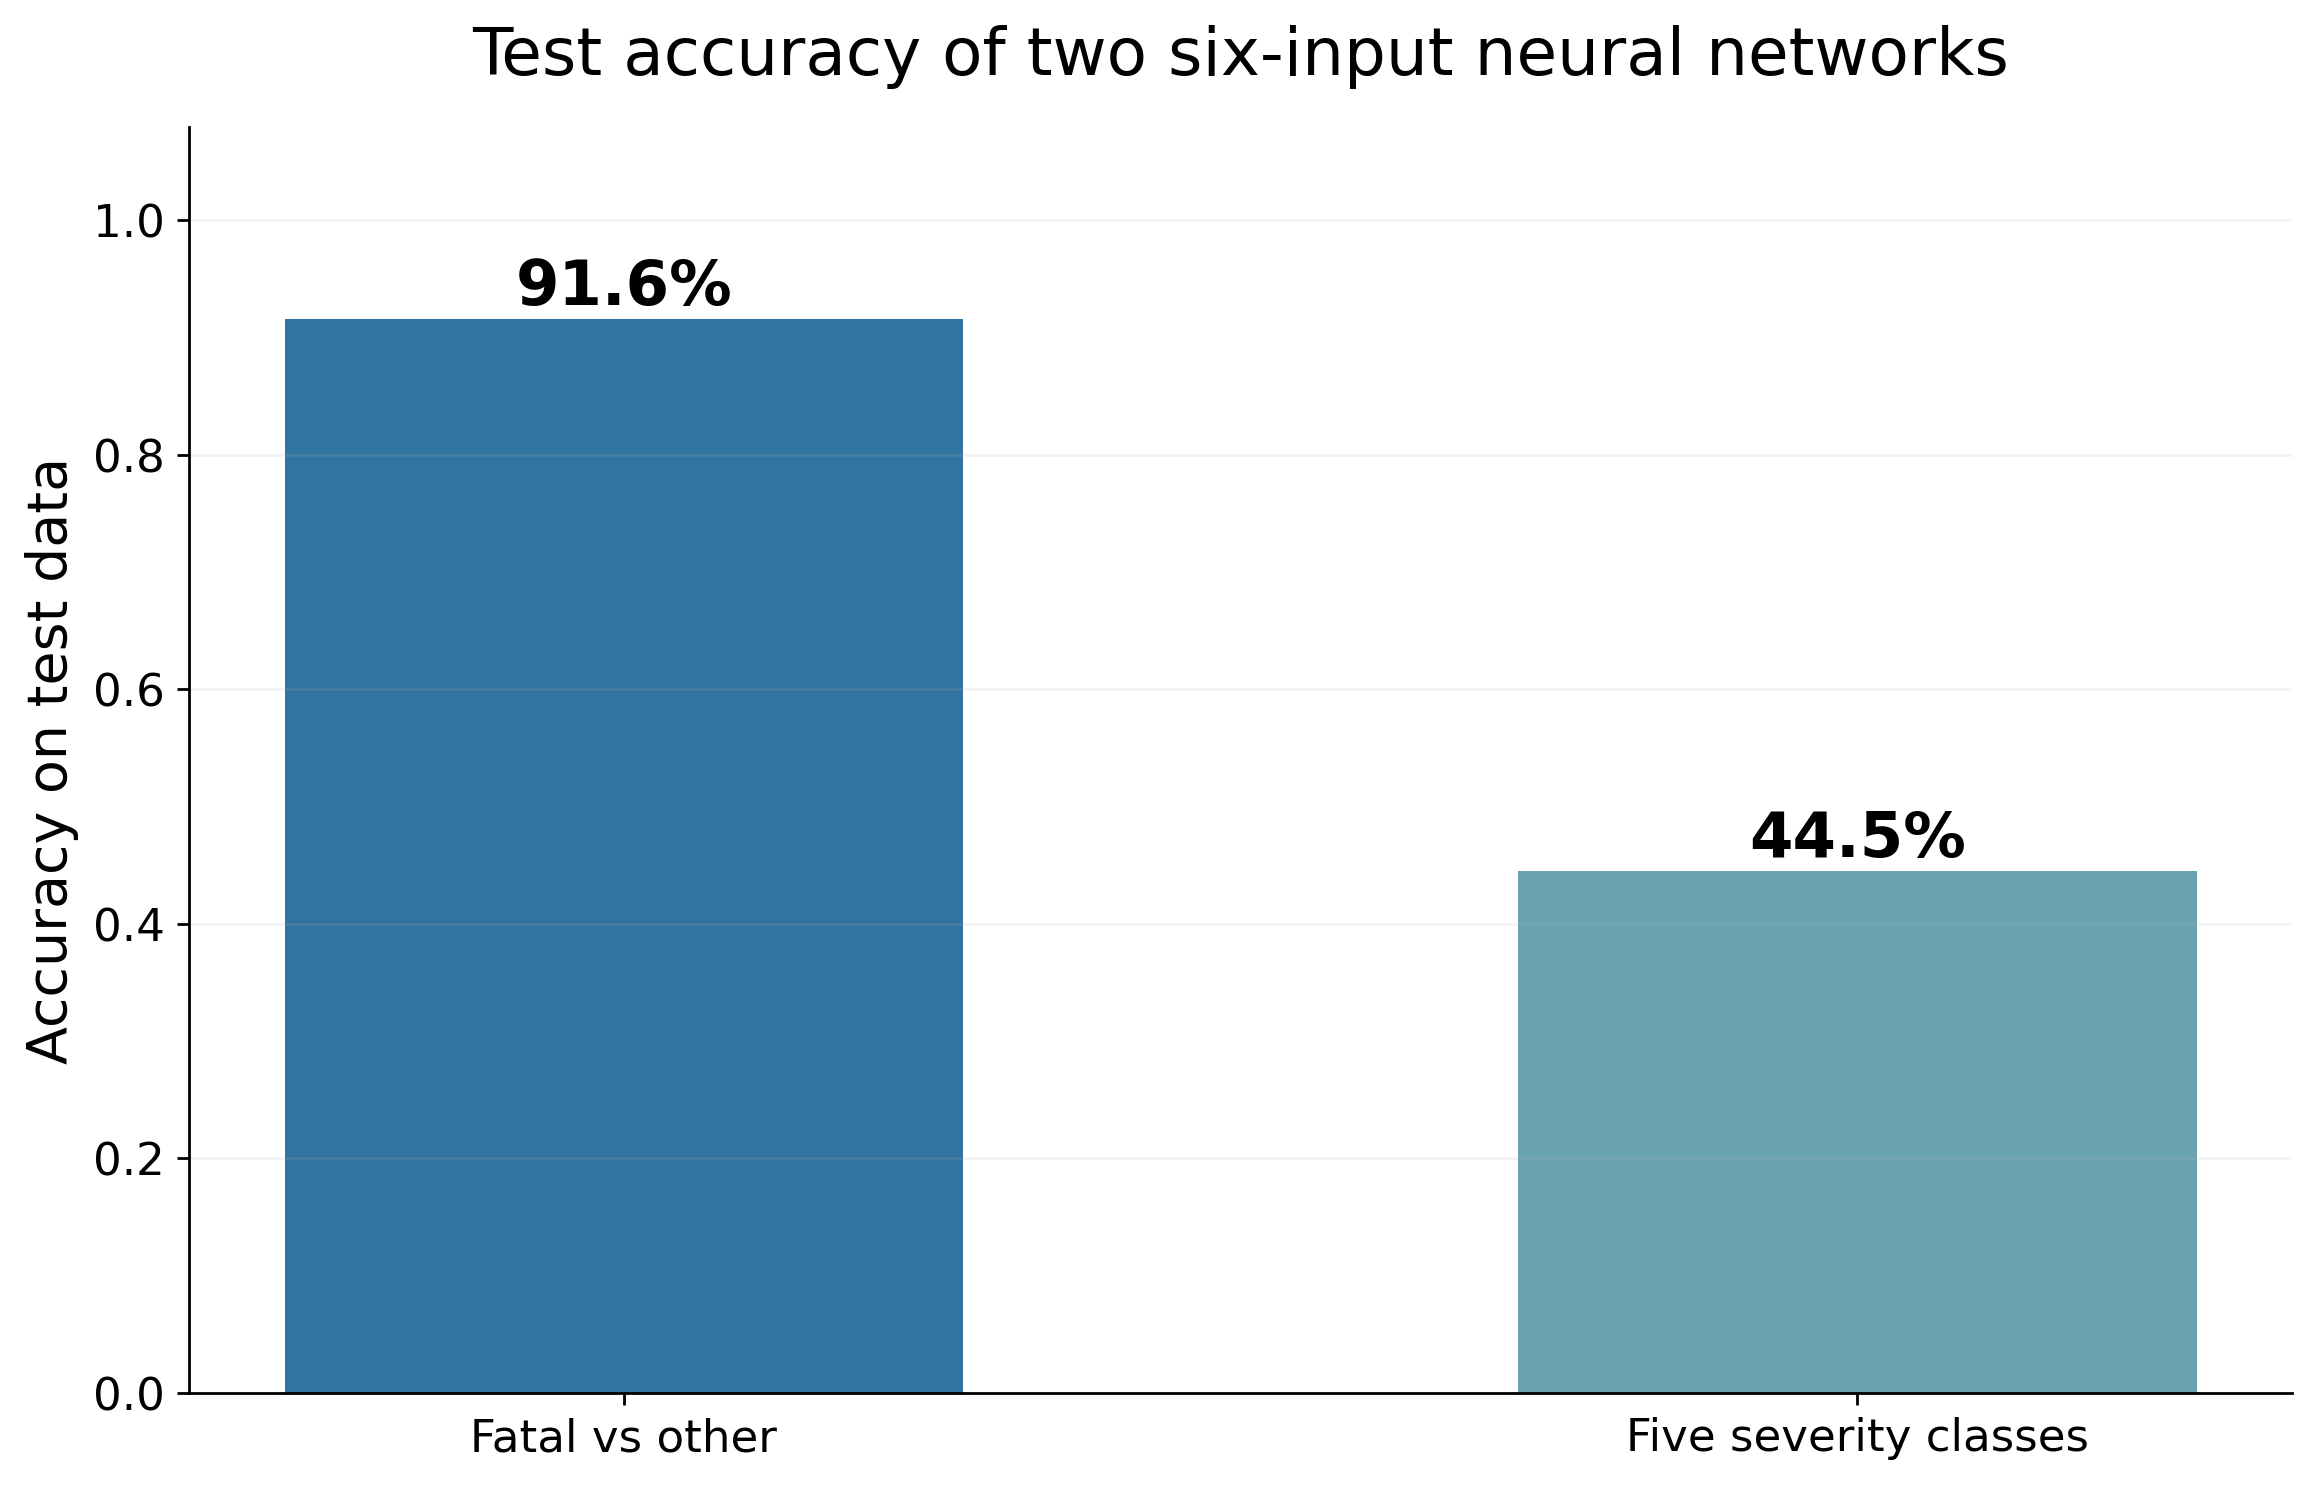 Test accuracy of two six-input neural networks
Accuracy on test data
1.0
0.8
0.6
0.4
0.2
0.0
91.6%
44.5%
Fatal vs other
Five severity classes